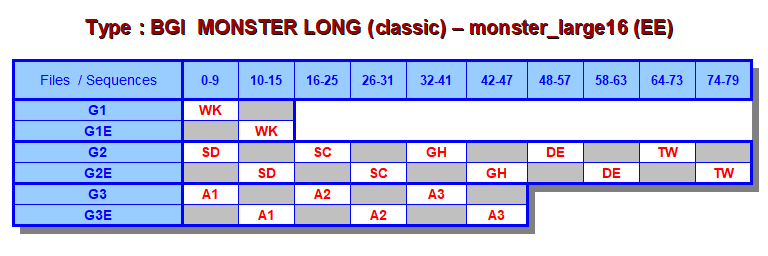 Type : BGI MONSTER LONG (classic) – monster_large16 (EE)
Files / Sequences 0-9 10-15 16-25 26-31 32-41 42-47 48-57 58-63 64-73 74-79
G1 WK
G1E WK
G2 SD SC GH DE TW
G2E SD SC GH DE TW
G3 A1 A2 A3
G3E A1 A2 A3